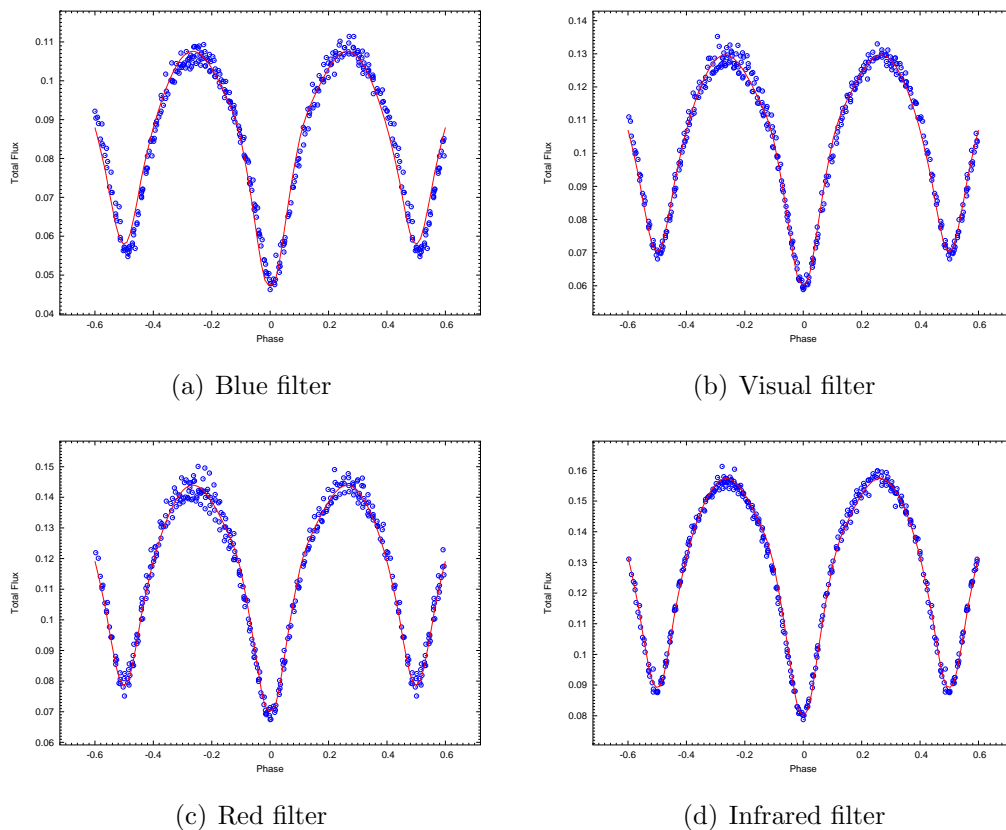 0.11
0.1
0.09
0.08
0.07
0.06
0.05
0.04
Total Flux
-0.6 -0.4 -0.2 0 0.2 0.4 0.6
Phase
(a) Blue filter
0.14
0.13
0.12
0.11
0.1
0.09
0.08
0.07
0.06
Total Flux
-0.6 -0.4 -0.2 0 0.2 0.4 0.6
Phase
(b) Visual filter
0.15
0.14
0.13
0.12
0.11
0.1
0.09
0.08
0.07
0.06
Total Flux
-0.6 -0.4 -0.2 0 0.2 0.4 0.6
Phase
(c) Red filter
0.16
0.15
0.14
0.13
0.12
0.11
0.1
0.09
0.08
Total Flux
-0.6 -0.4 -0.2 0 0.2 0.4 0.6
Phase
(d) Infrared filter